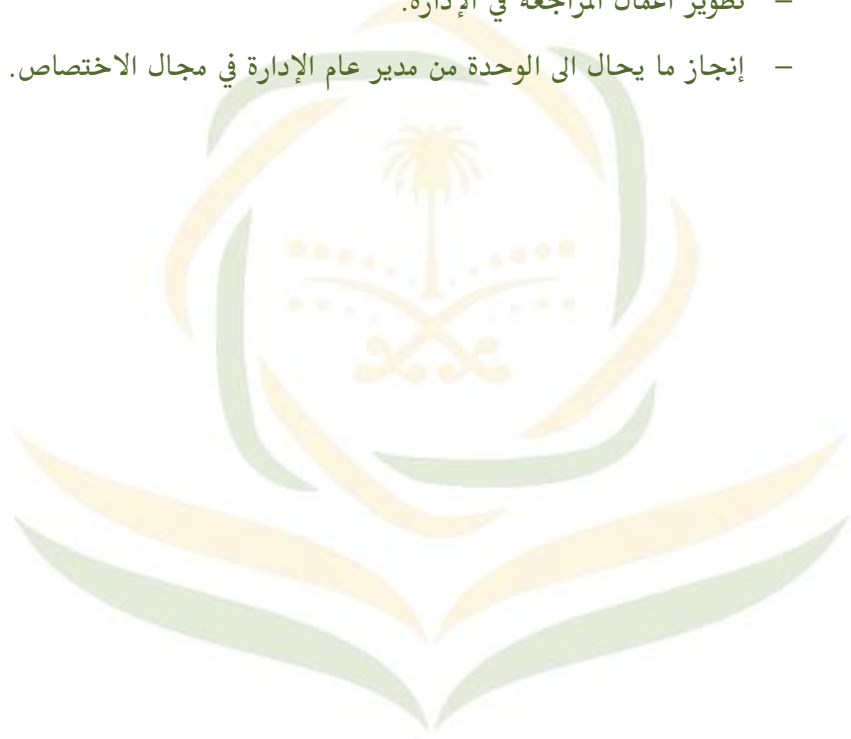 – تطوير أعمال المراجعة في الإدارة.
– إنجاز ما يحال الى الوحدة من مدير عام الإدارة في مجال الاختصاص.